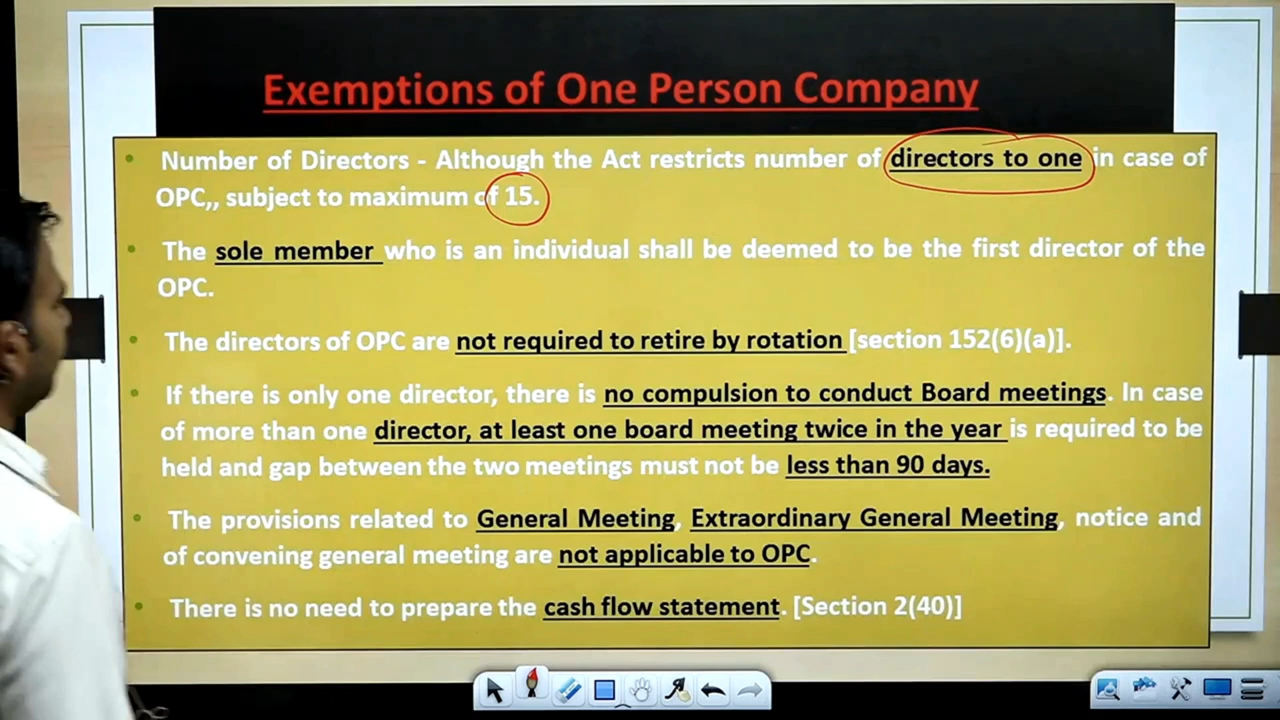 Exemptions of One Person Company
Number of Directors - Although the Act restricts number of directors to one in case of
OPC,, subject to maximum of 15.
The sole member who is an individual shall be deemed to be the first director of the
OPC.
The directors of OPC are not required to retire by rotation [section 152(6)(a)].
If there is only one director, there is no compulsion to conduct Board meetings. In case
of more than one director, at least one board meeting twice in the year is required to be
held and gap between the two meetings must not be less than 90 days.
The provisions related to General Meeting, Extraordinary General Meeting, notice and
of convening general meeting are not applicable to OPC.
There is no need to prepare the cash flow statement. [Section 2(40)]